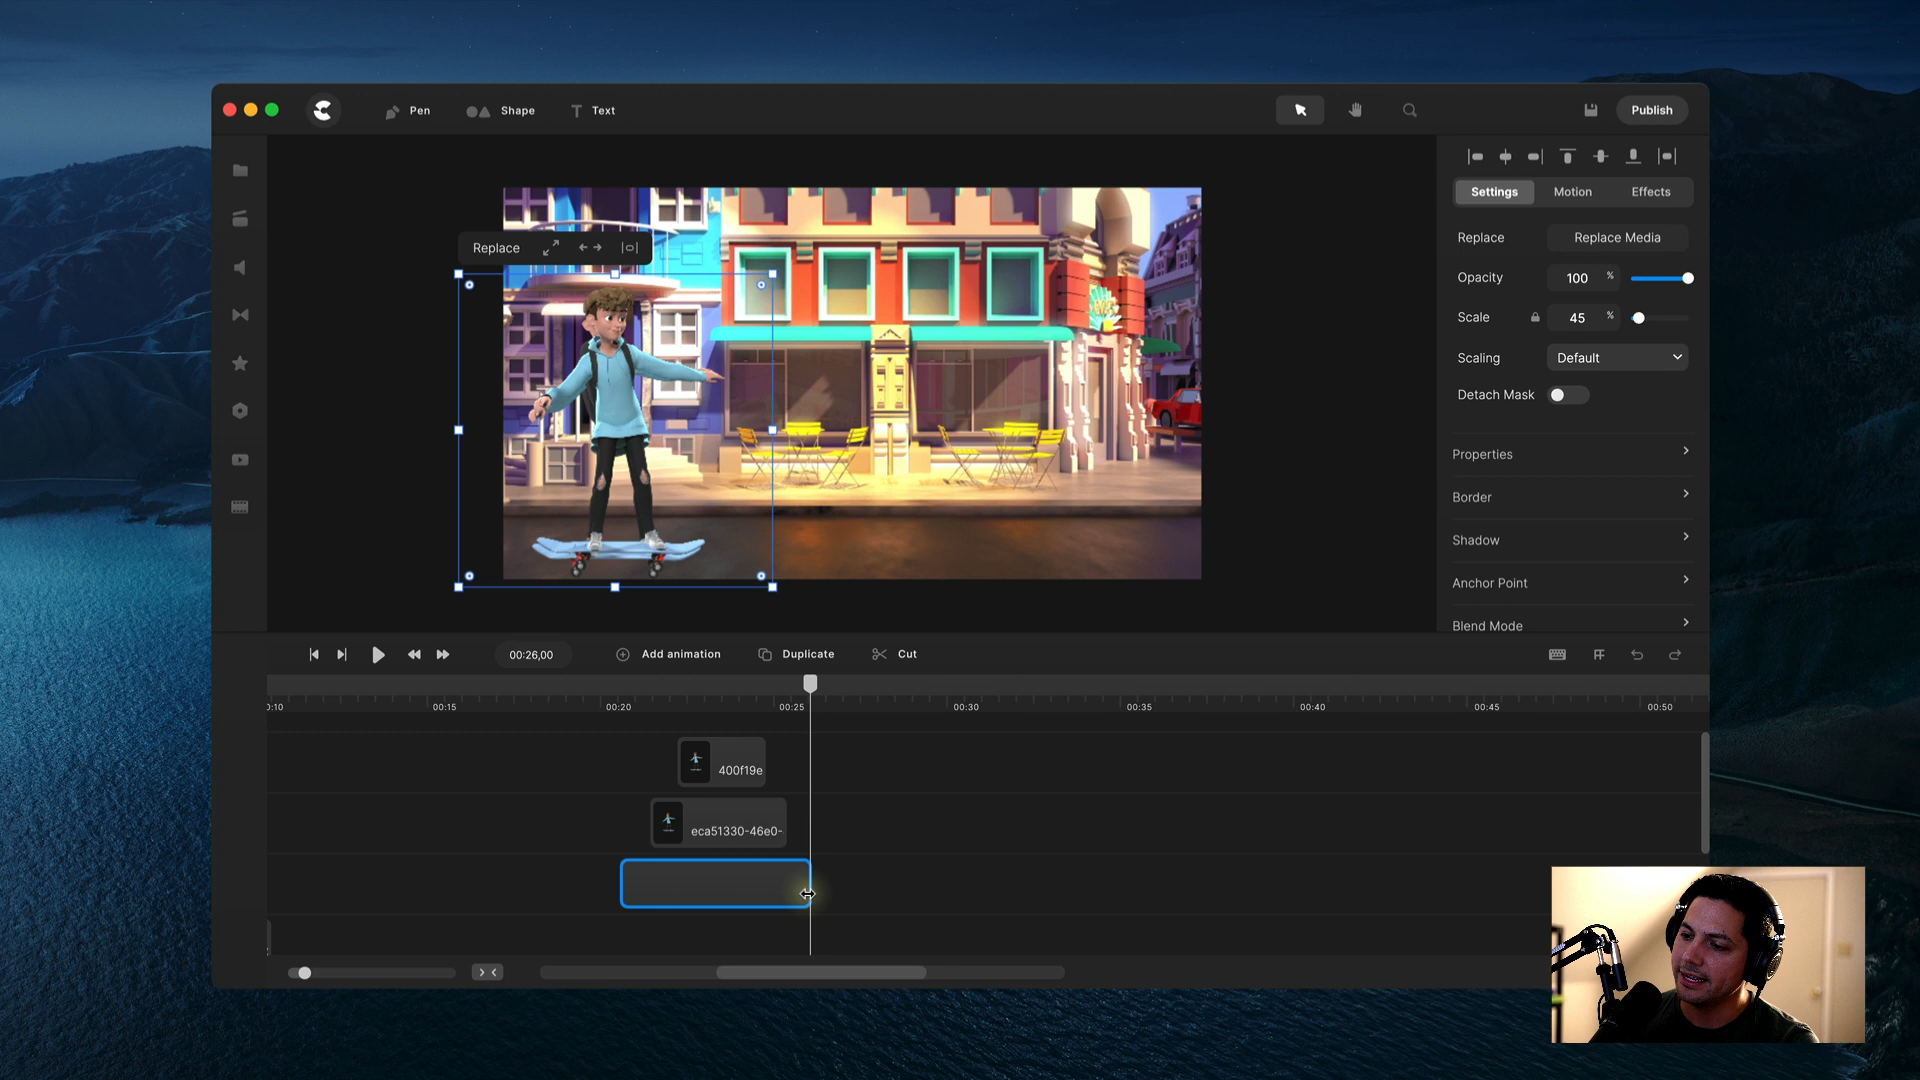 Pen
Shape
Text
Publish
Settings
Motion
Effects
Replace
Replace
Replace Media
Opacity
100 %
Scale
45 %
Scaling
Default
Detach Mask
Properties
Border
Shadow
Anchor Point
Blend Mode
00:26,00
Add animation
Duplicate
Cut
0:10
00:15
00:20
00:25
00:30
00:35
00:40
00:45
00:50
400f19e
eca51330-46e0-